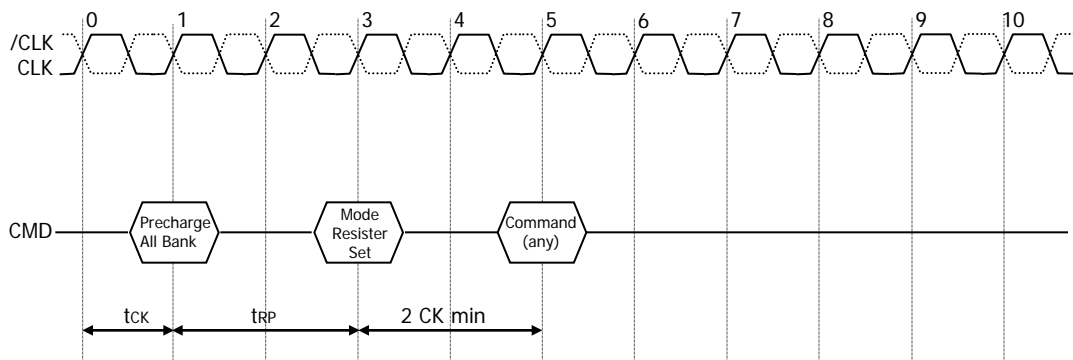 0 1 2 3 4 5 6 7 8 9 10
/CLK
CLK
CMD
Precharge
All Bank
Mode
Resister
Set
Command
(any)
tCK
tRP
2 CK min